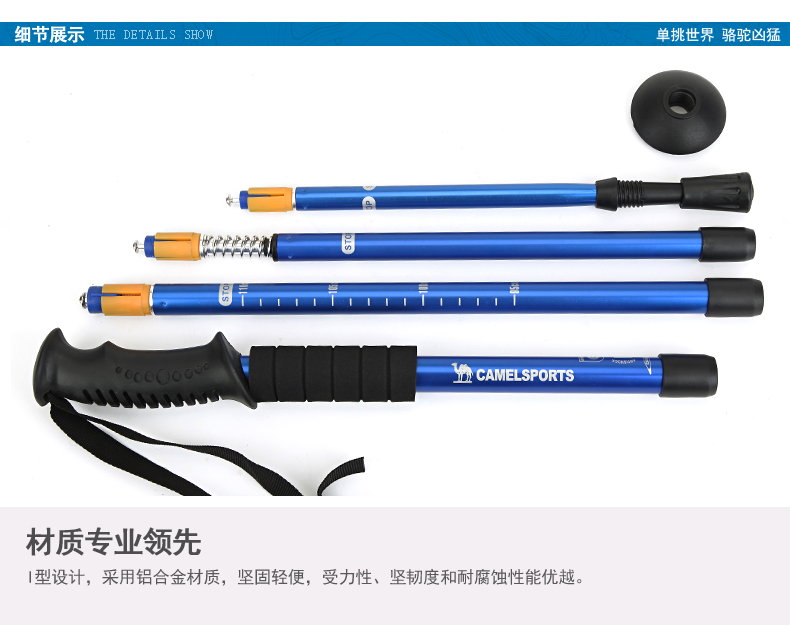 细节展示 THE DETAILS SHOW
单挑世界 骆驼凶猛
STOP
CAMELSPORTS
材质专业领先
I型设计，采用铝合金材质，坚固轻便，受力性、坚韧度和耐腐蚀性能优越。